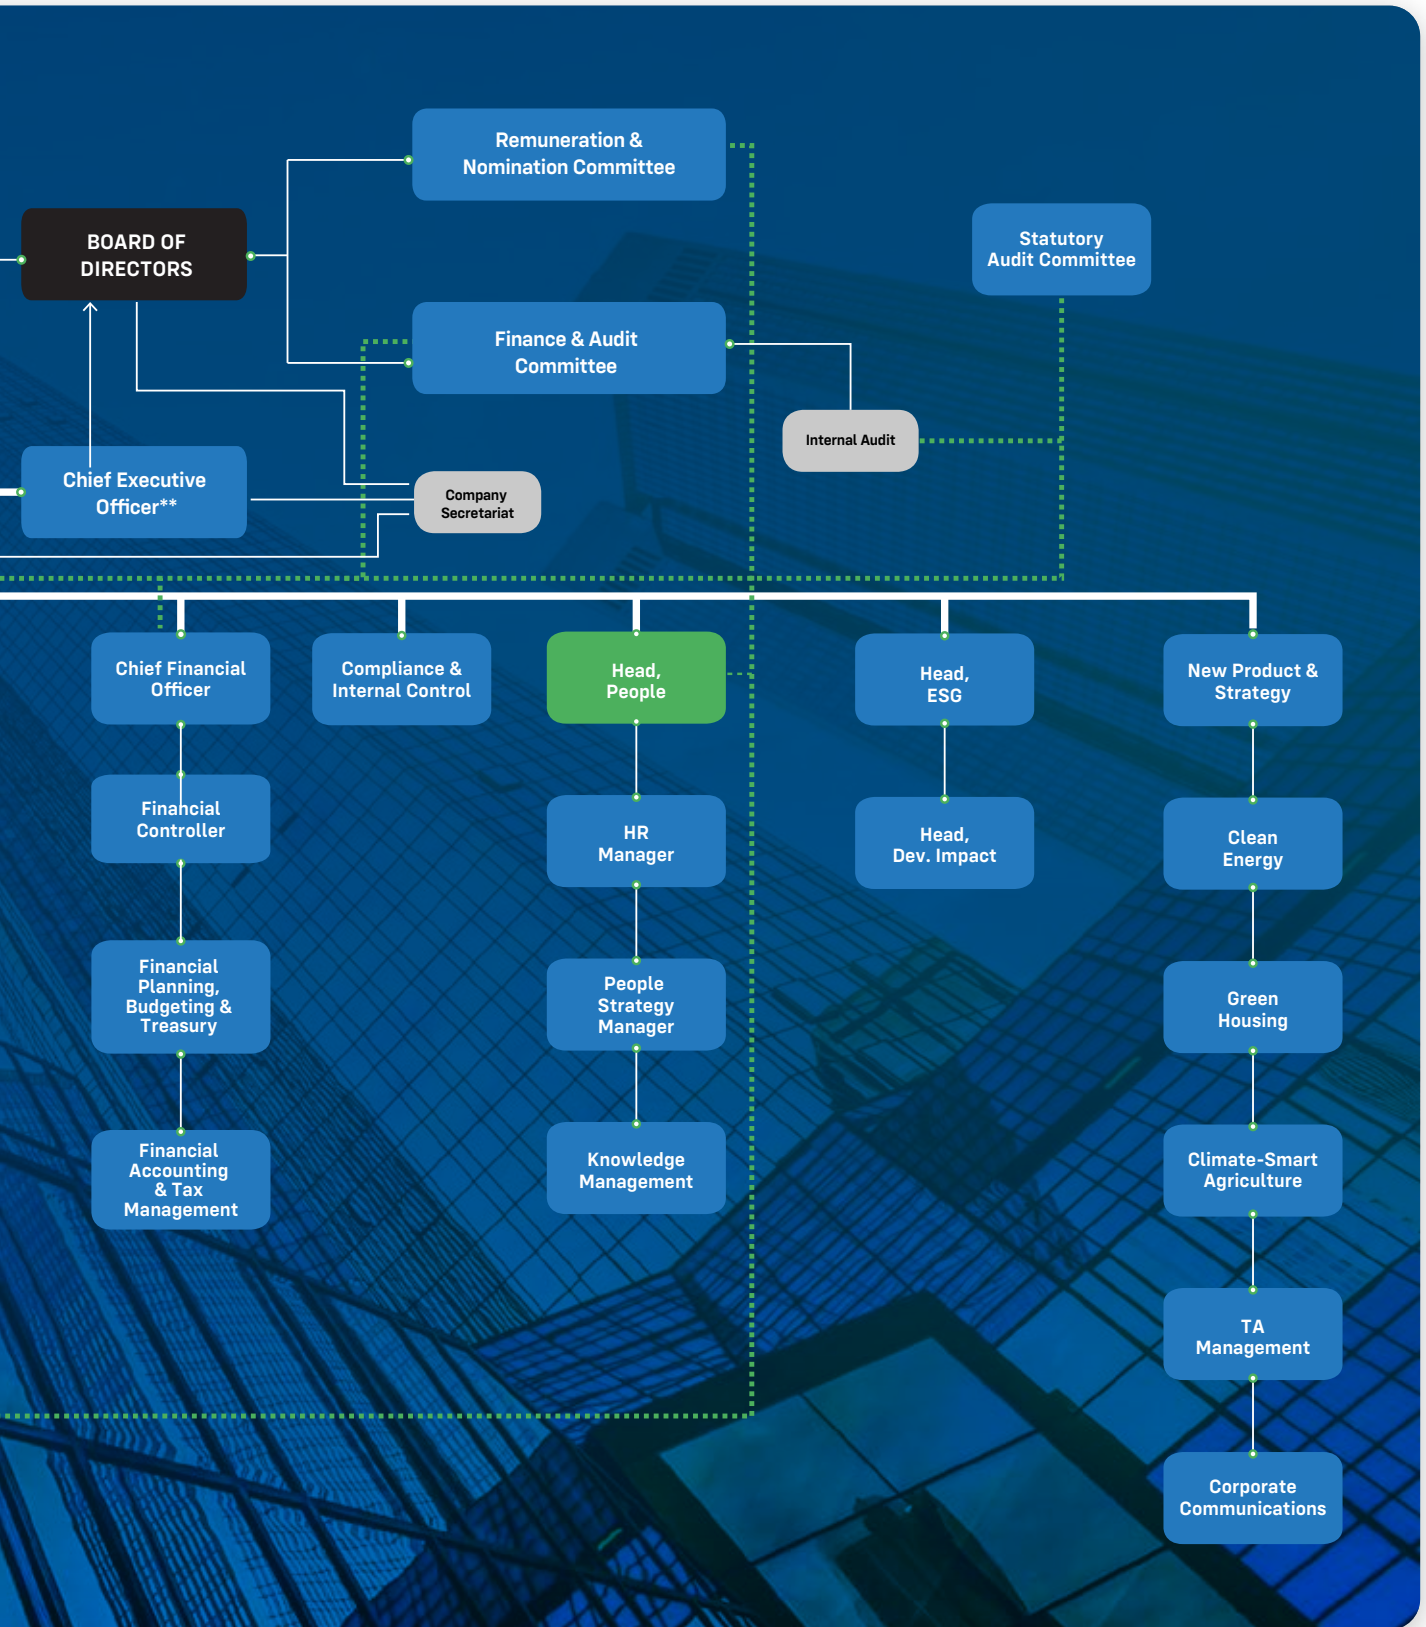 Remuneration &
Nomination Committee
BOARD OF
DIRECTORS
Statutory
Audit Committee
Finance & Audit
Committee
Internal Audit
Chief Executive
Officer**
Company
Secretariat
Chief Financial
Officer
Compliance &
Internal Control
Head,
People
Head,
ESG
New Product &
Strategy
Financial
Controller
HR
Manager
Head,
Dev. Impact
Clean
Energy
Financial
Planning,
Budgeting &
Treasury
People
Strategy
Manager
Green
Housing
Financial
Accounting
& Tax
Management
Knowledge
Management
Climate-Smart
Agriculture
TA
Management
Corporate
Communications